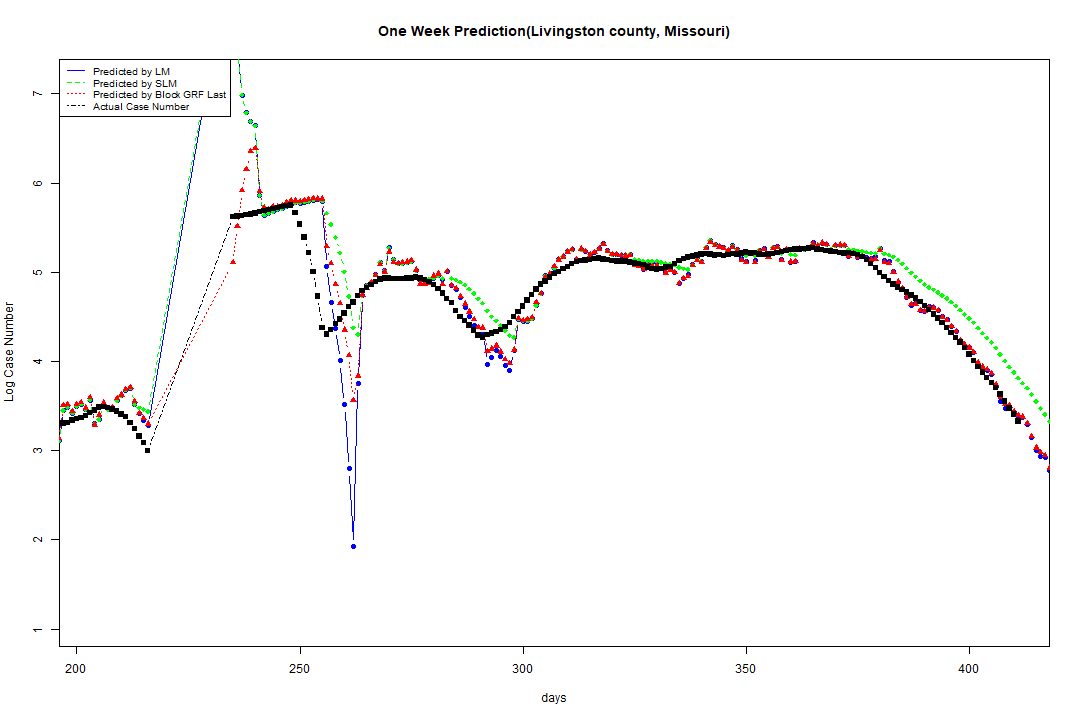 One Week Prediction(Livingston county, Missouri)
Predicted by LM
Predicted by SLM
Predicted by Block GRF Last
Actual Case Number
7
6
5
4
3
2
1
Log Case Number
200 250 300 350 400
days